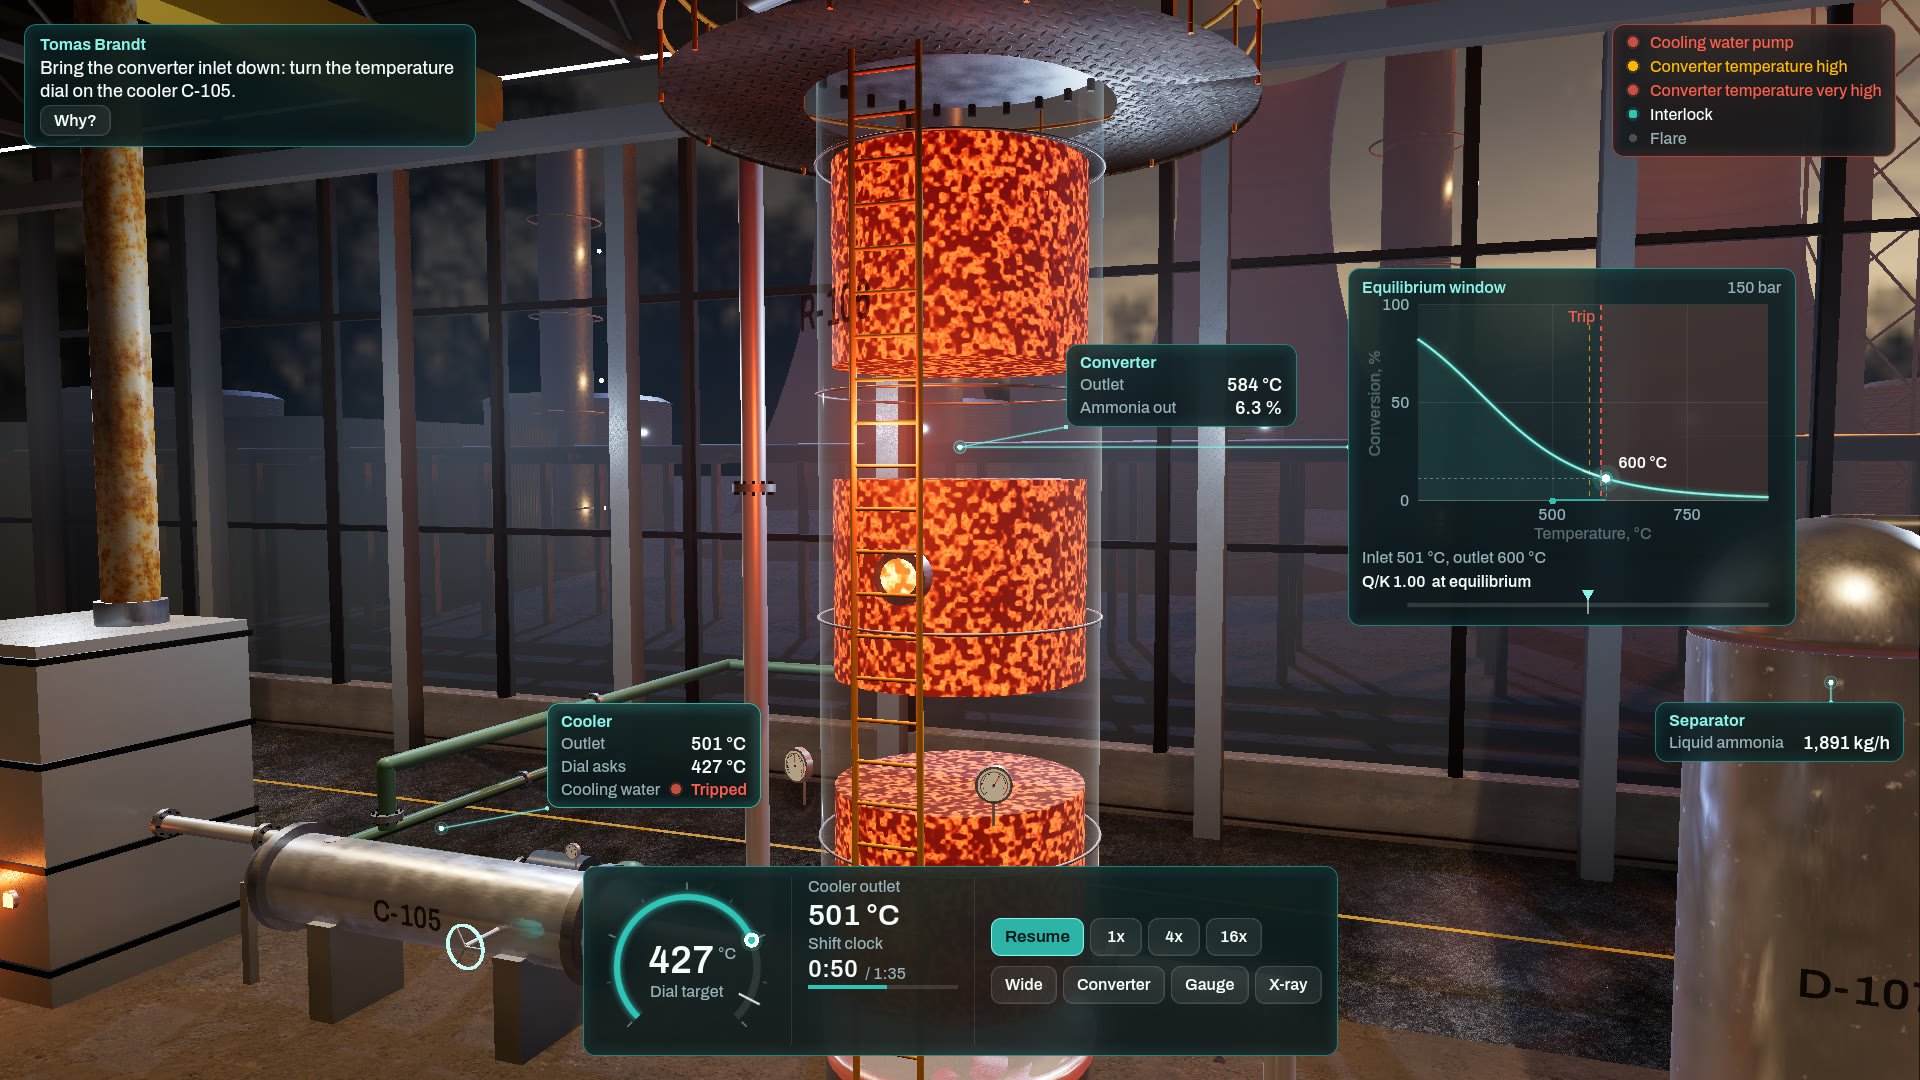 Tomas Brandt
Bring the converter inlet down: turn the temperature
dial on the cooler C-105.
Why?
Cooling water pump
Converter temperature high
Converter temperature very high
Interlock
Flare
Equilibrium window
150 bar
100
50
0
Conversion, %
Trip
600 °C
500
750
Temperature, °C
Inlet 501 °C, outlet 600 °C
Q/K 1.00 at equilibrium
Converter
Outlet 584 °C
Ammonia out 6.3 %
Cooler
Outlet 501 °C
Dial asks 427 °C
Cooling water Tripped
Separator
Liquid ammonia 1,891 kg/h
C-105
427 °C
Dial target
Cooler outlet
501 °C
Shift clock
0:50 / 1:35
Resume 1x 4x 16x
Wide Converter Gauge X-ray